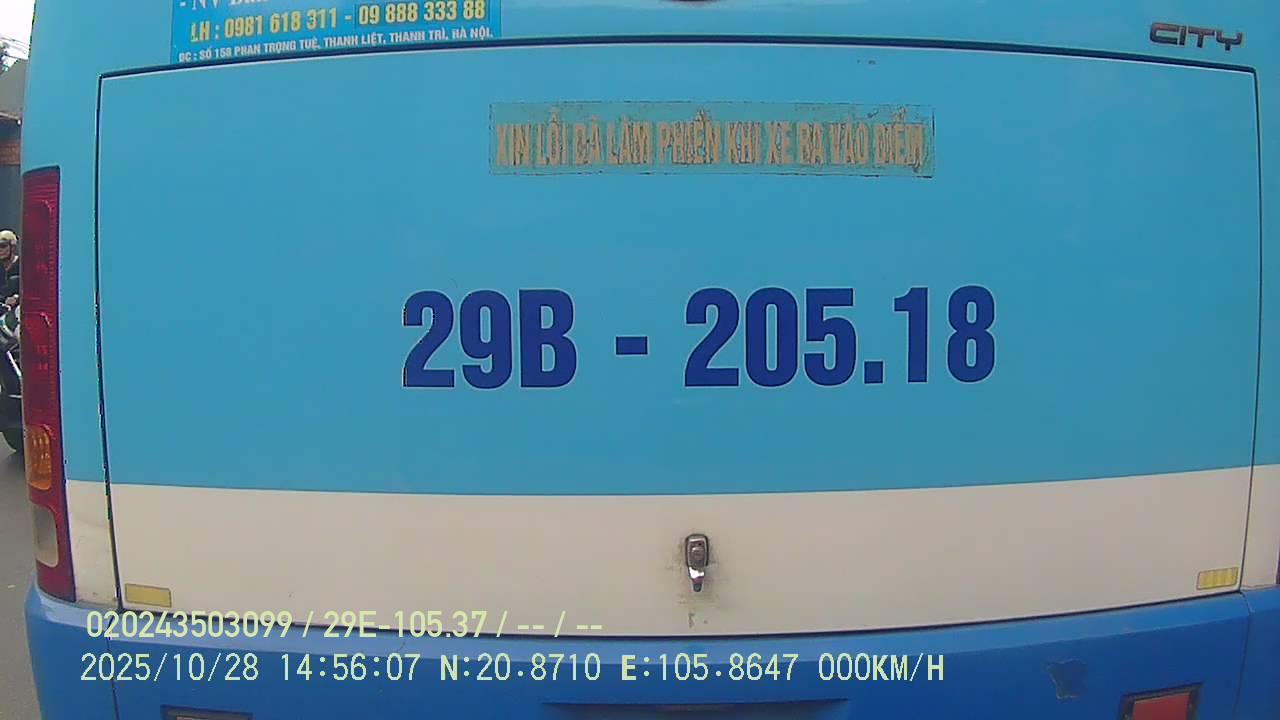 - NV
LH : 0981 618 311 - 09 888 333 88
ĐC : SỐ 15B PHAN TRỌNG TUỆ, THANH LIỆT, THANH TRÌ, HÀ NỘI.
CITY
XIN LỖI ĐÃ LÀM PHIỀN KHI XE RA VÀO ĐIỂM
29B - 205.18
020243503099 / 29E-105.37 / -- / --
2025/10/28 14:56:07 N:20.8710 E:105.8647 000KM/H